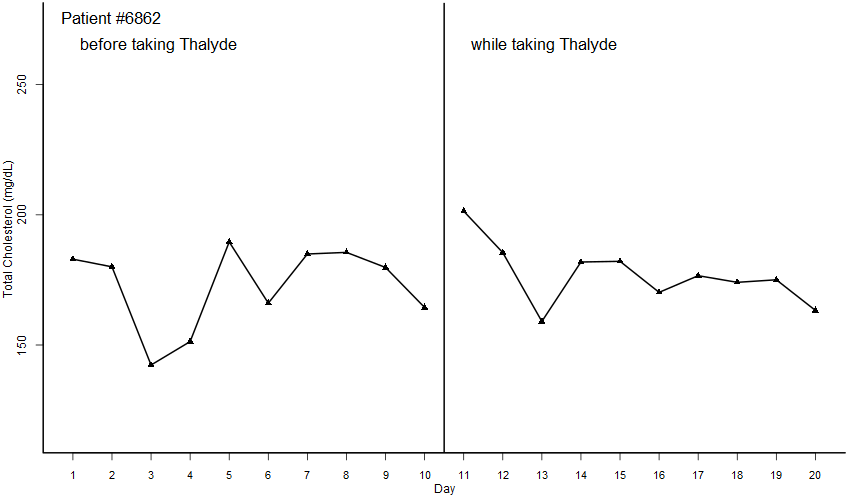 Patient #6862
before taking Thalyde
while taking Thalyde
Total Cholesterol (mg/dL)
250
200
150
1 2 3 4 5 6 7 8 9 10 11 12 13 14 15 16 17 18 19 20
Day